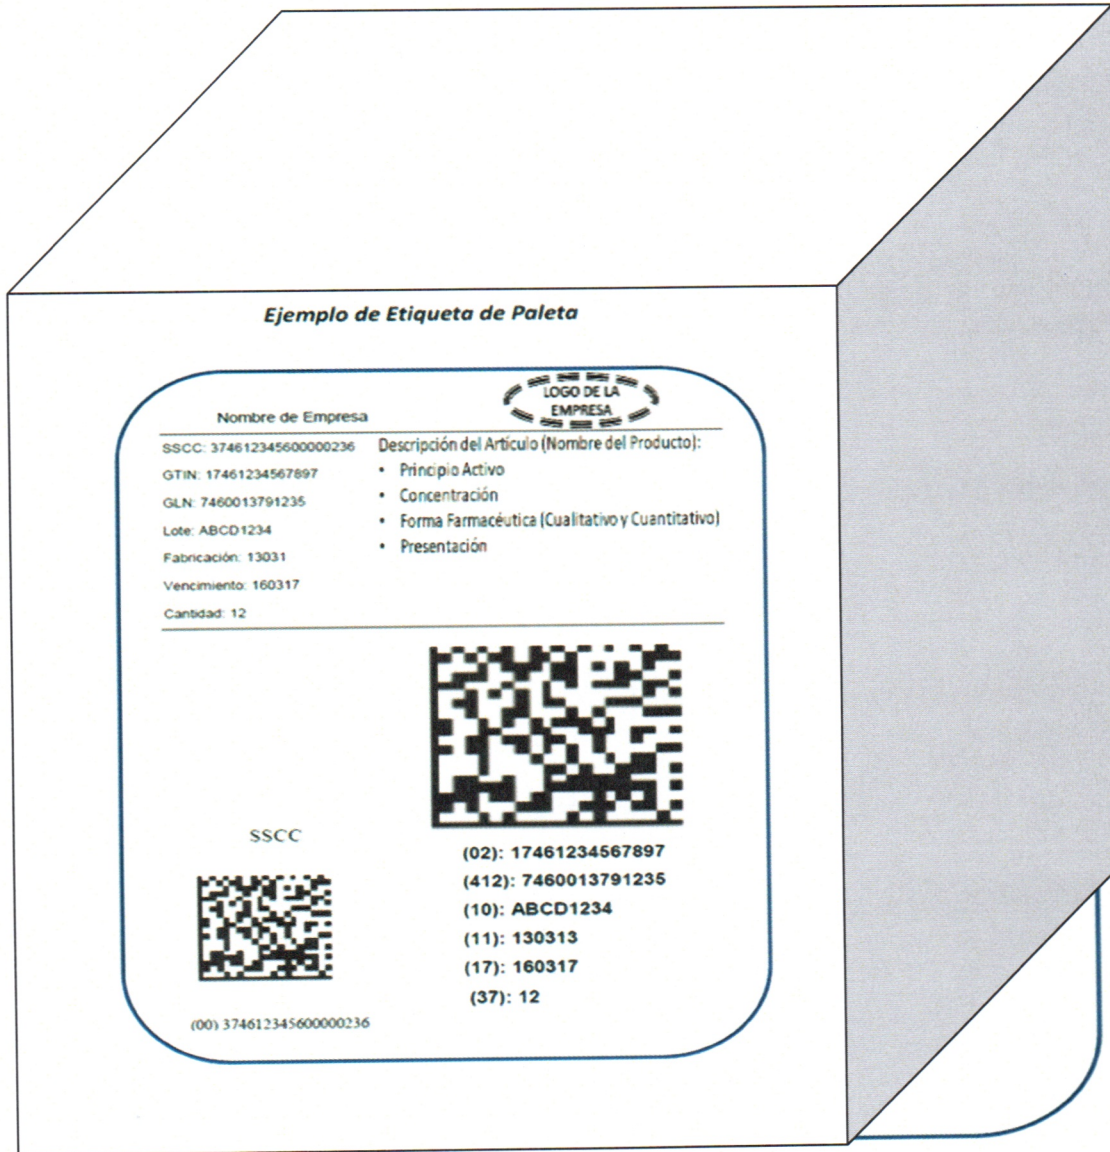 Ejemplo de Etiqueta de Paleta
LOGO DE LA
EMPRESA
Nombre de Empresa
SSCC: 374612345600000236
GTIN: 17461234567897
GLN: 7460013791235
Lote: ABCD1234
Fabricación: 13031
Vencimiento: 160317
Cantidad: 12
Descripción del Artículo (Nombre del Producto):
• Principio Activo
• Concentración
• Forma Farmacéutica (Cualitativo y Cuantitativo)
• Presentación
SSCC
(00) 374612345600000236
(02): 17461234567897
(412): 7460013791235
(10): ABCD1234
(11): 130313
(17): 160317
(37): 12